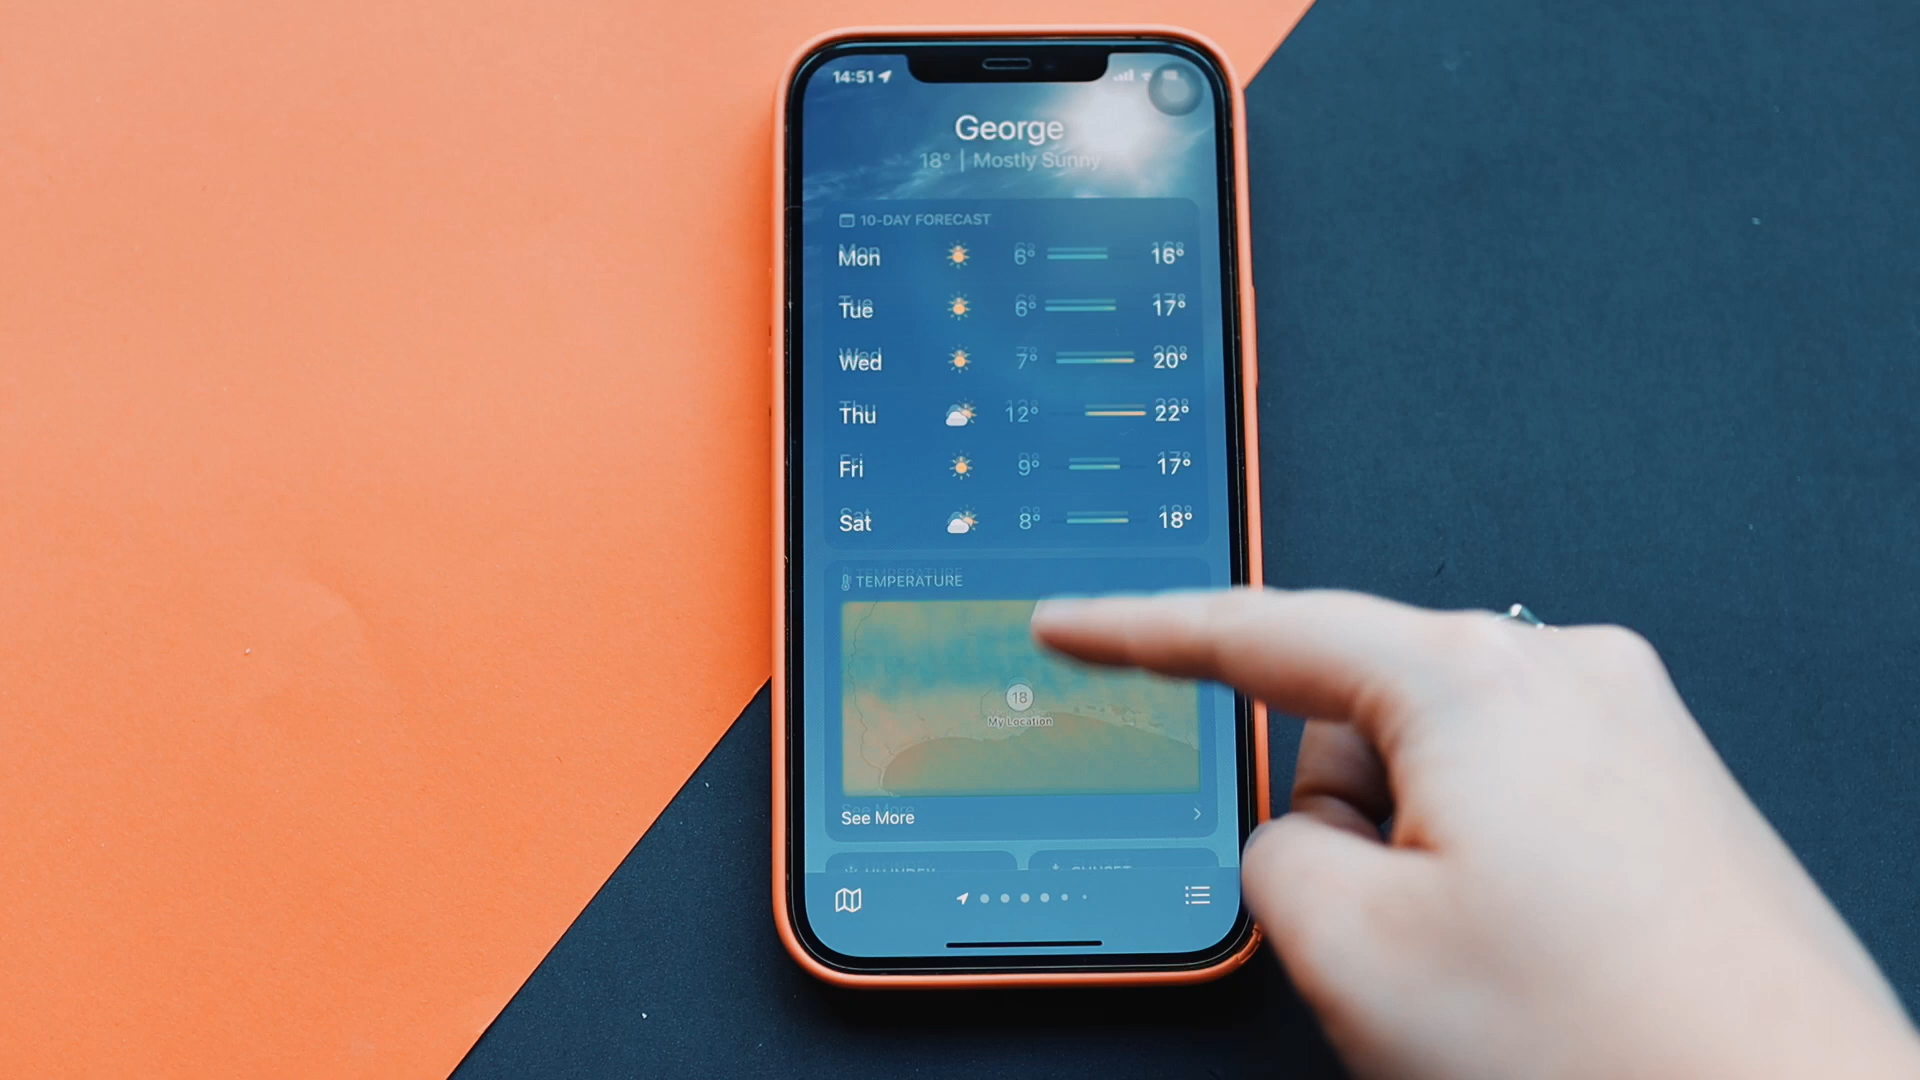 14:51
George
18° | Mostly Sunny
10-DAY FORECAST
Mon 6° 16°
Tue 6° 17°
Wed 7° 20°
Thu 12° 22°
Fri 9° 17°
Sat 8° 18°
TEMPERATURE
18
My Location
See More